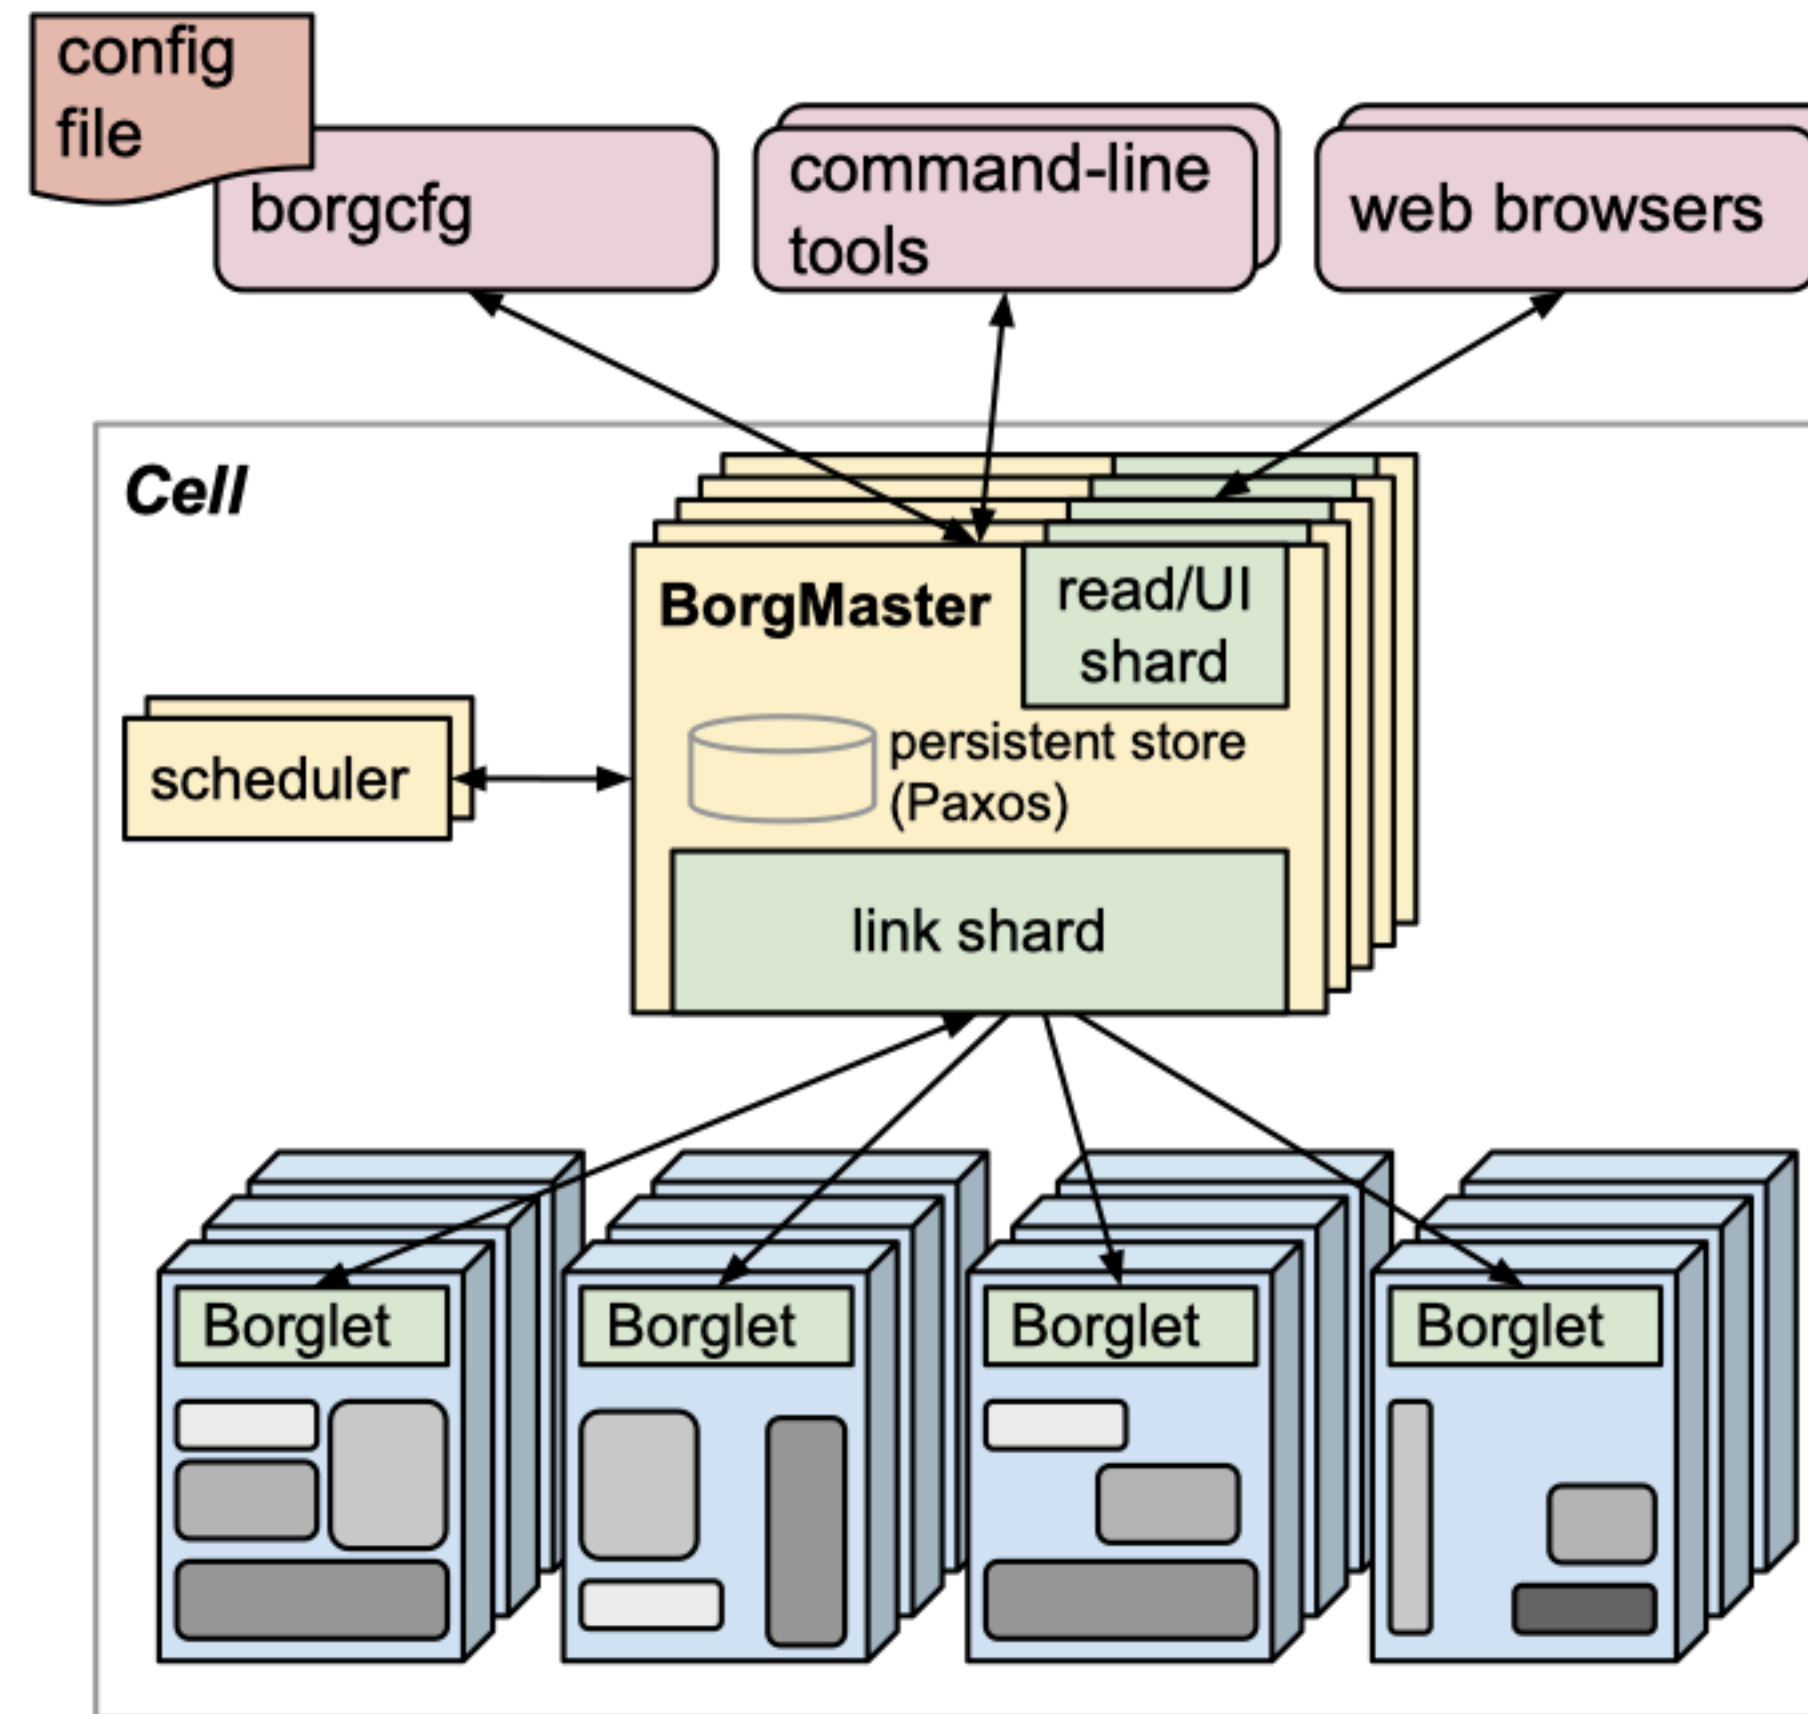 config
file
borgcfg
command-line
tools
web browsers
Cell
BorgMaster
read/UI
shard
persistent store
(Paxos)
scheduler
link shard
Borglet
Borglet
Borglet
Borglet